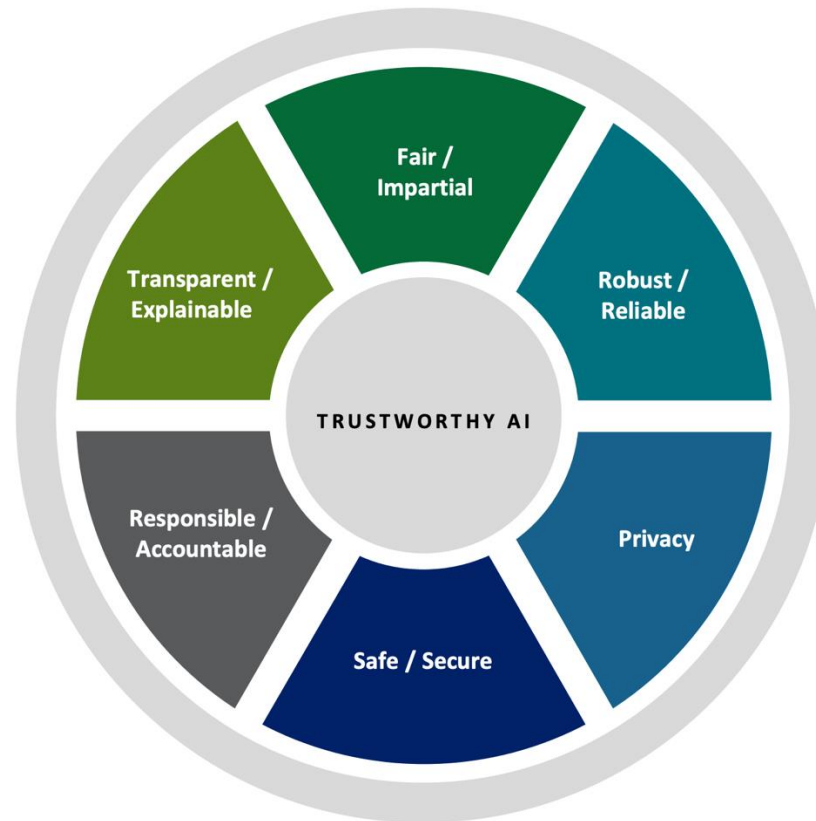 Fair /
Impartial
Transparent /
Explainable
Robust /
Reliable
TRUSTWORTHY AI
Responsible /
Accountable
Privacy
Safe / Secure